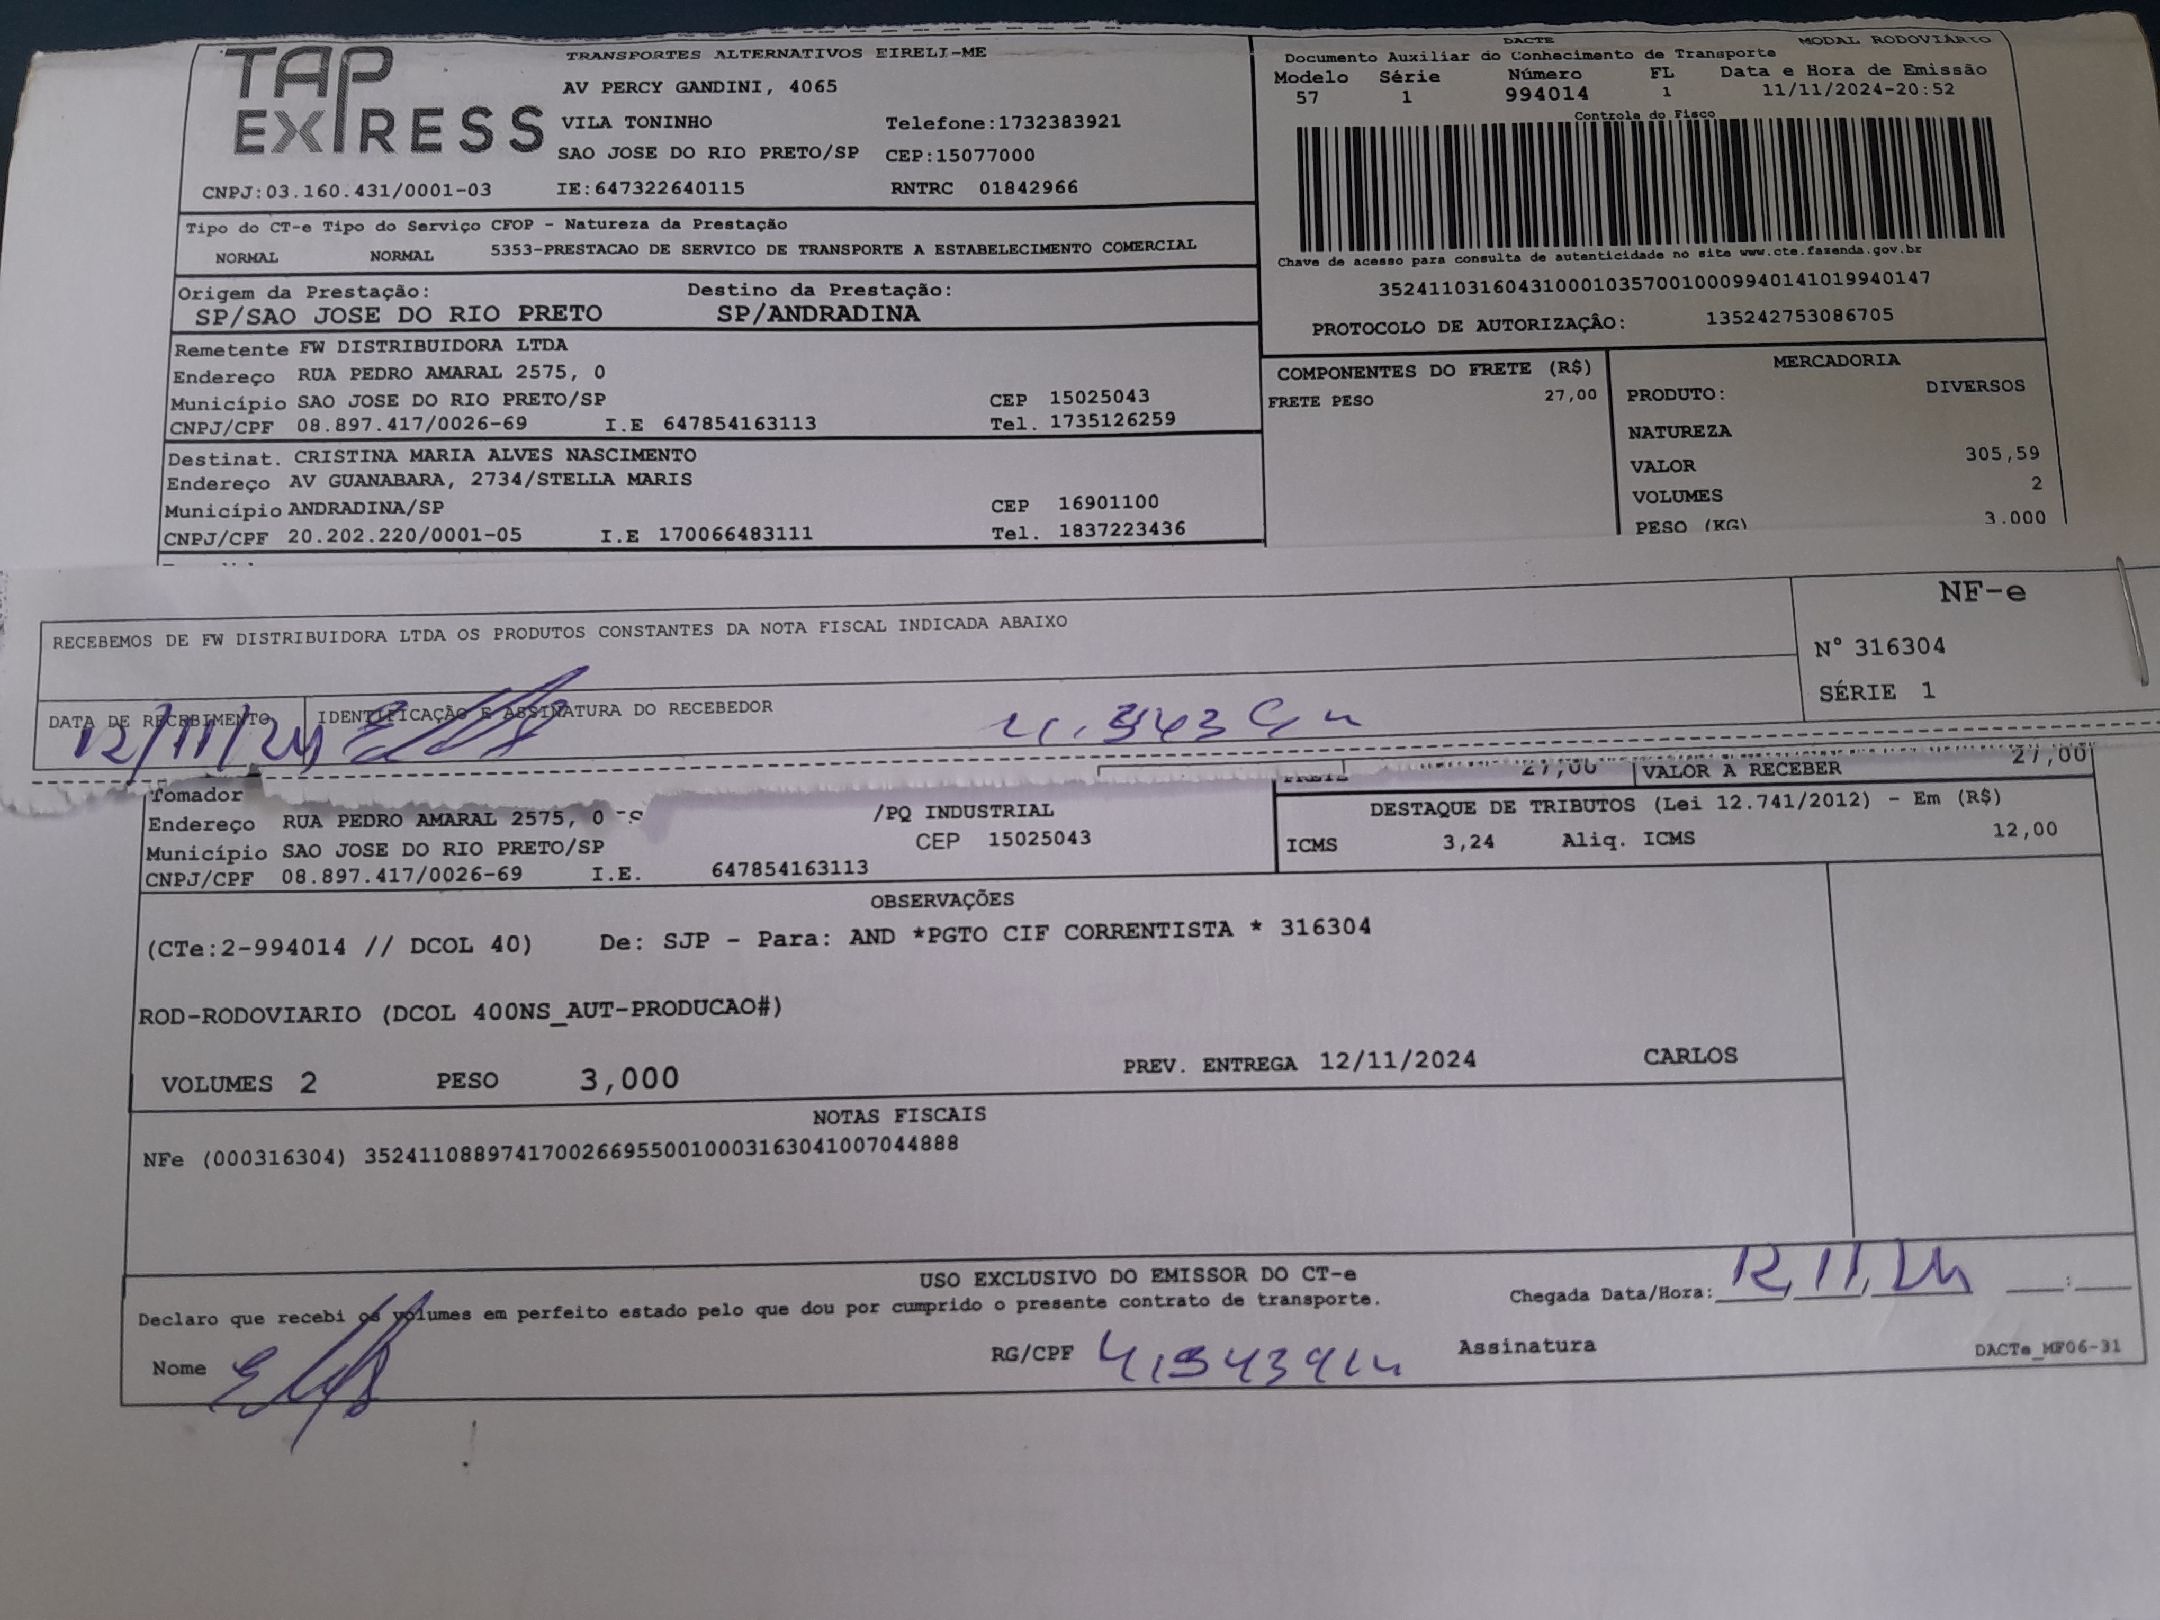 TAP EXPRESS
TRANSPORTES ALTERNATIVOS EIRELI-ME
AV PERCY GANDINI, 4065
VILA TONINHO Telefone:1732383921
SAO JOSE DO RIO PRETO/SP CEP:15077000
CNPJ:03.160.431/0001-03 IE:647322640115 RNTRC 01842966
Tipo do CT-e Tipo do Serviço CFOP - Natureza da Prestação
NORMAL NORMAL 5353-PRESTACAO DE SERVICO DE TRANSPORTE A ESTABELECIMENTO COMERCIAL
Origem da Prestação: Destino da Prestação:
SP/SAO JOSE DO RIO PRETO SP/ANDRADINA
Remetente FW DISTRIBUIDORA LTDA
Endereço RUA PEDRO AMARAL 2575, 0
Município SAO JOSE DO RIO PRETO/SP CEP 15025043
CNPJ/CPF 08.897.417/0026-69 I.E 647854163113 Tel. 1735126259
Destinat. CRISTINA MARIA ALVES NASCIMENTO
Endereço AV GUANABARA, 2734/STELLA MARIS
Município ANDRADINA/SP CEP 16901100
CNPJ/CPF 20.202.220/0001-05 I.E 170066483111 Tel. 1837223436
DACTE MODAL RODOVIÁRIO
Documento Auxiliar do Conhecimento de Transporte
Modelo Série Número FL Data e Hora de Emissão
57 1 994014 1 11/11/2024-20:52
Controle do Fisco
Chave de acesso para consulta de autenticidade no site www.cte.fazenda.gov.br
35241103160431000103570010009940141019940147
PROTOCOLO DE AUTORIZAÇÂO: 135242753086705
COMPONENTES DO FRETE (R$)
FRETE PESO 27,00
MERCADORIA
PRODUTO: DIVERSOS
NATUREZA
VALOR 305,59
VOLUMES 2
PESO (KG) 3.000
RECEBEMOS DE FW DISTRIBUIDORA LTDA OS PRODUTOS CONSTANTES DA NOTA FISCAL INDICADA ABAIXO
NF-e
N° 316304
SÉRIE 1
DATA DE RECEBIMENTO IDENTIFICAÇÃO E ASSINATURA DO RECEBEDOR
12/11/24
27,00 VALOR A RECEBER 27,00
Tomador
Endereço RUA PEDRO AMARAL 2575, 0 /PQ INDUSTRIAL
Município SAO JOSE DO RIO PRETO/SP CEP 15025043
CNPJ/CPF 08.897.417/0026-69 I.E. 647854163113
DESTAQUE DE TRIBUTOS (Lei 12.741/2012) - Em (R$)
ICMS 3,24 Aliq. ICMS 12,00
OBSERVAÇÕES
(CTe:2-994014 // DCOL 40) De: SJP - Para: AND *PGTO CIF CORRENTISTA * 316304
ROD-RODOVIARIO (DCOL 400NS_AUT-PRODUCAO#)
VOLUMES 2 PESO 3,000 PREV. ENTREGA 12/11/2024 CARLOS
NOTAS FISCAIS
NFe (000316304) 35241108897417002669550010003163041007044888
USO EXCLUSIVO DO EMISSOR DO CT-e
Declaro que recebi os volumes em perfeito estado pelo que dou por cumprido o presente contrato de transporte.
Chegada Data/Hora: 12/11/24
Nome RG/CPF Assinatura DACTe_MF06-31